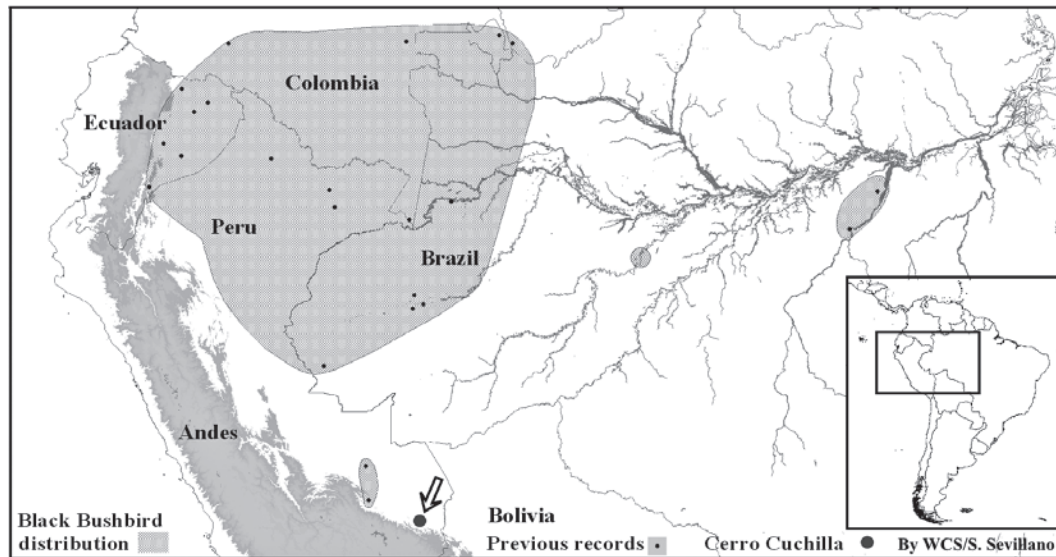 Colombia
Ecuador
Peru
Brazil
Andes
Bolivia
Black Bushbird
distribution
Previous records
Cerro Cuchilla
By WCS/S. Sevillano